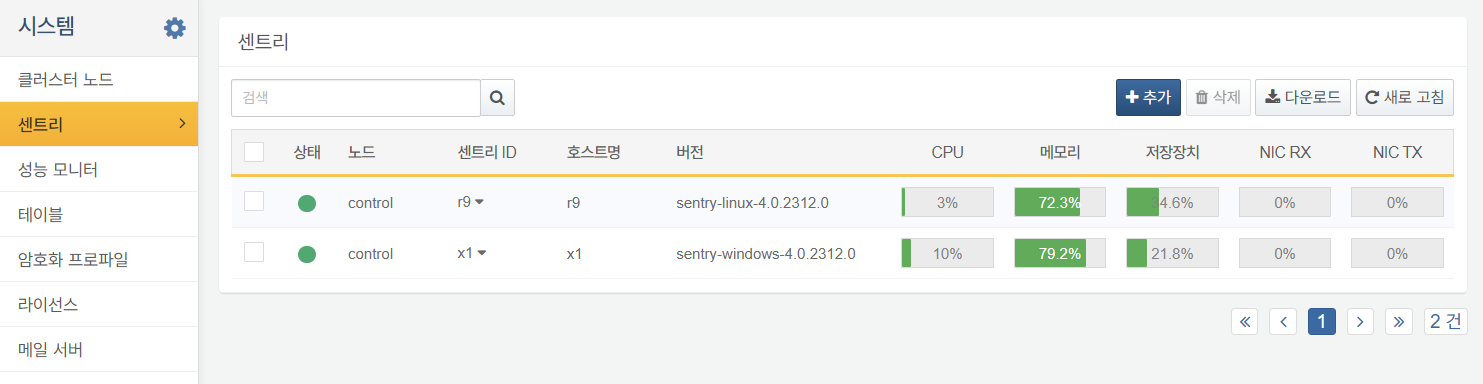 시스템
클러스터 노드
센트리
성능 모니터
테이블
암호화 프로파일
라이선스
메일 서버
센트리
검색
추가 삭제 다운로드 새로 고침
상태 노드 센트리 ID 호스트명 버전 CPU 메모리 저장장치 NIC RX NIC TX
control r9 r9 sentry-linux-4.0.2312.0 3% 72.3% 34.6% 0% 0%
control x1 x1 sentry-windows-4.0.2312.0 10% 79.2% 21.8% 0% 0%
1 2 건